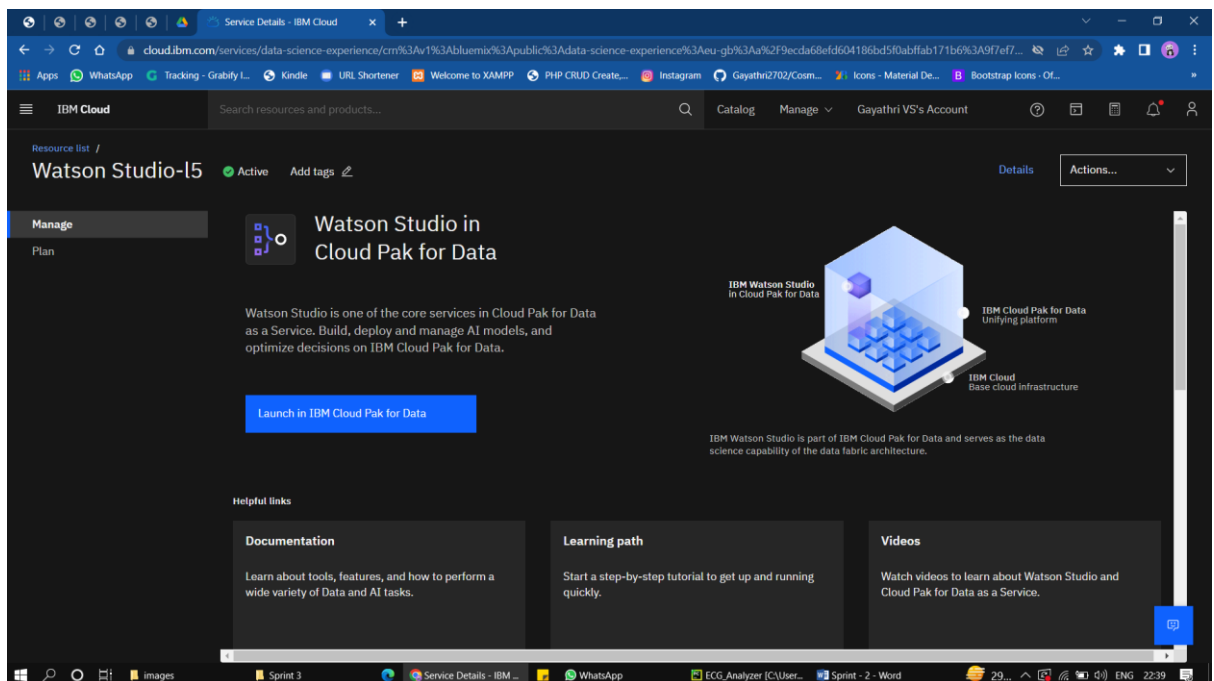 Service Details - IBM Cloud
cloud.ibm.com/services/data-science-experience/crn%3Av1%3Abluemix%3Apublic%3Adata-science-experience%3Aeu-gb%3Aa%2F9ecda68efd604186bd5f0abffab171b6%3A9f7ef7...
Apps WhatsApp Tracking - Grabify I... Kindle URL Shortener Welcome to XAMPP PHP CRUD Create,... Instagram Gayathri2702/Cosm... Icons - Material De... Bootstrap Icons · Of... »
IBM Cloud Search resources and products... Catalog Manage Gayathri VS's Account
Resource list /
Watson Studio-l5 Active Add tags Details Actions...
Manage
Plan
Watson Studio in
Cloud Pak for Data
Watson Studio is one of the core services in Cloud Pak for Data
as a Service. Build, deploy and manage AI models, and
optimize decisions on IBM Cloud Pak for Data.
Launch in IBM Cloud Pak for Data
IBM Watson Studio
in Cloud Pak for Data
IBM Cloud Pak for Data
Unifying platform
IBM Cloud
Base cloud infrastructure
IBM Watson Studio is part of IBM Cloud Pak for Data and serves as the data
science capability of the data fabric architecture.
Helpful links
Documentation
Learn about tools, features, and how to perform a
wide variety of Data and AI tasks.
Learning path
Start a step-by-step tutorial to get up and running
quickly.
Videos
Watch videos to learn about Watson Studio and
Cloud Pak for Data as a Service.
images Sprint 3 Service Details - IBM ... WhatsApp ECG_Analyzer [C:\User... Sprint - 2 - Word 29... ENG 22:39